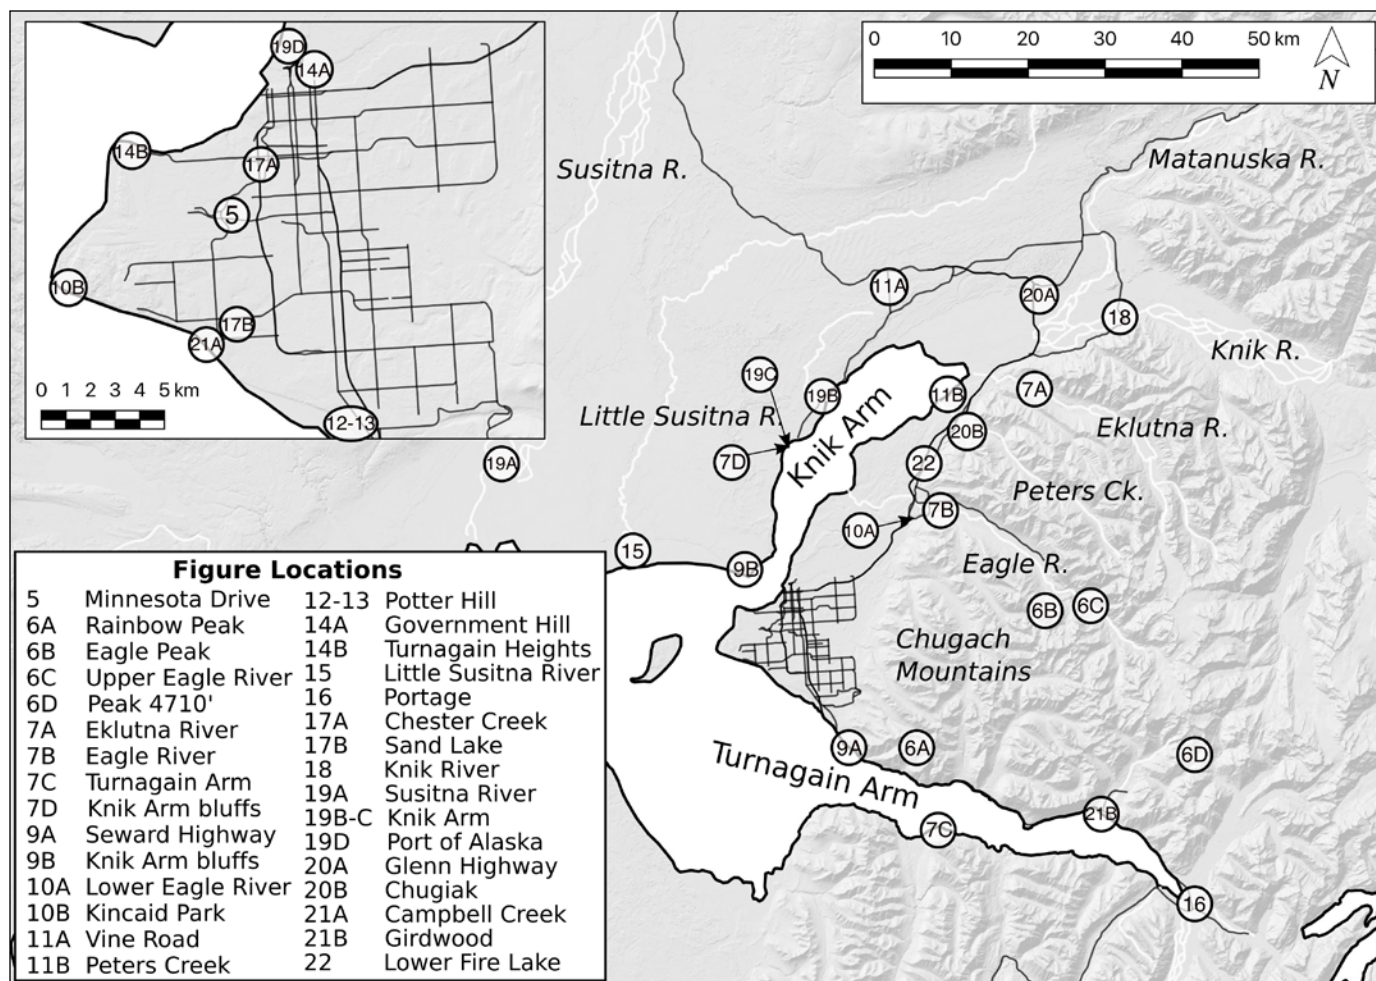 19D
14A
14B
17A
5
10B
17B
21A
0 1 2 3 4 5 km
12-13
0 10 20 30 40 50 km
N
Susitna R.
Matanuska R.
11A
20A
18
Knik R.
19C
19B
11B
7A
Little Susitna R.
Knik Arm
20B
Eklutna R.
19A
7D
22
Peters Ck.
10A
7B
15
9B
Eagle R.
6B
6C
Chugach
Mountains
9A
6A
6D
Turnagain Arm
7C
21B
16
Figure Locations
5 Minnesota Drive
6A Rainbow Peak
6B Eagle Peak
6C Upper Eagle River
6D Peak 4710'
7A Eklutna River
7B Eagle River
7C Turnagain Arm
7D Knik Arm bluffs
9A Seward Highway
9B Knik Arm bluffs
10A Lower Eagle River
10B Kincaid Park
11A Vine Road
11B Peters Creek
12-13 Potter Hill
14A Government Hill
14B Turnagain Heights
15 Little Susitna River
16 Portage
17A Chester Creek
17B Sand Lake
18 Knik River
19A Susitna River
19B-C Knik Arm
19D Port of Alaska
20A Glenn Highway
20B Chugiak
21A Campbell Creek
21B Girdwood
22 Lower Fire Lake